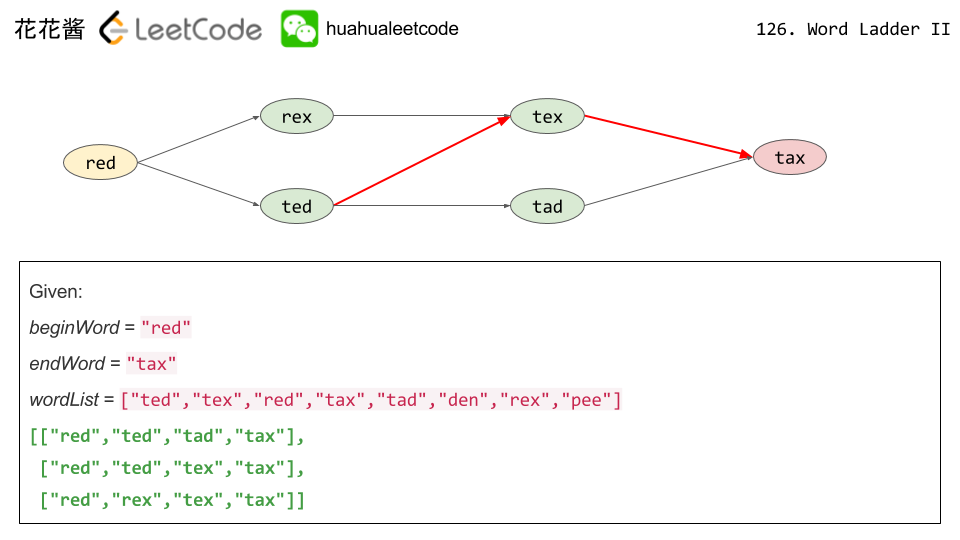 花花酱 LeetCode huahualeetcode 126. Word Ladder II
rex tex
red tax
ted tad
Given:
beginWord = "red"
endWord = "tax"
wordList = ["ted","tex","red","tax","tad","den","rex","pee"]
[["red","ted","tad","tax"],
["red","ted","tex","tax"],
["red","rex","tex","tax"]]